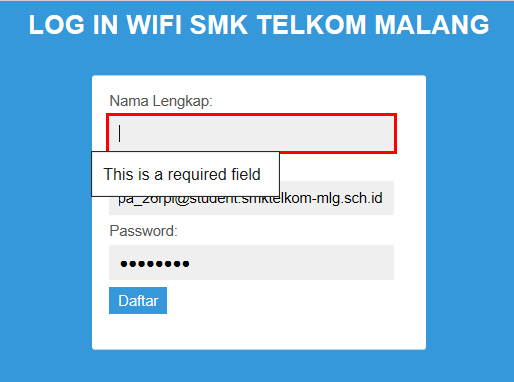 LOG IN WIFI SMK TELKOM MALANG
Nama Lengkap:
This is a required field
pa_26rpl@student.smktelkom-mlg.sch.id
Password:
●●●●●●●●
Daftar